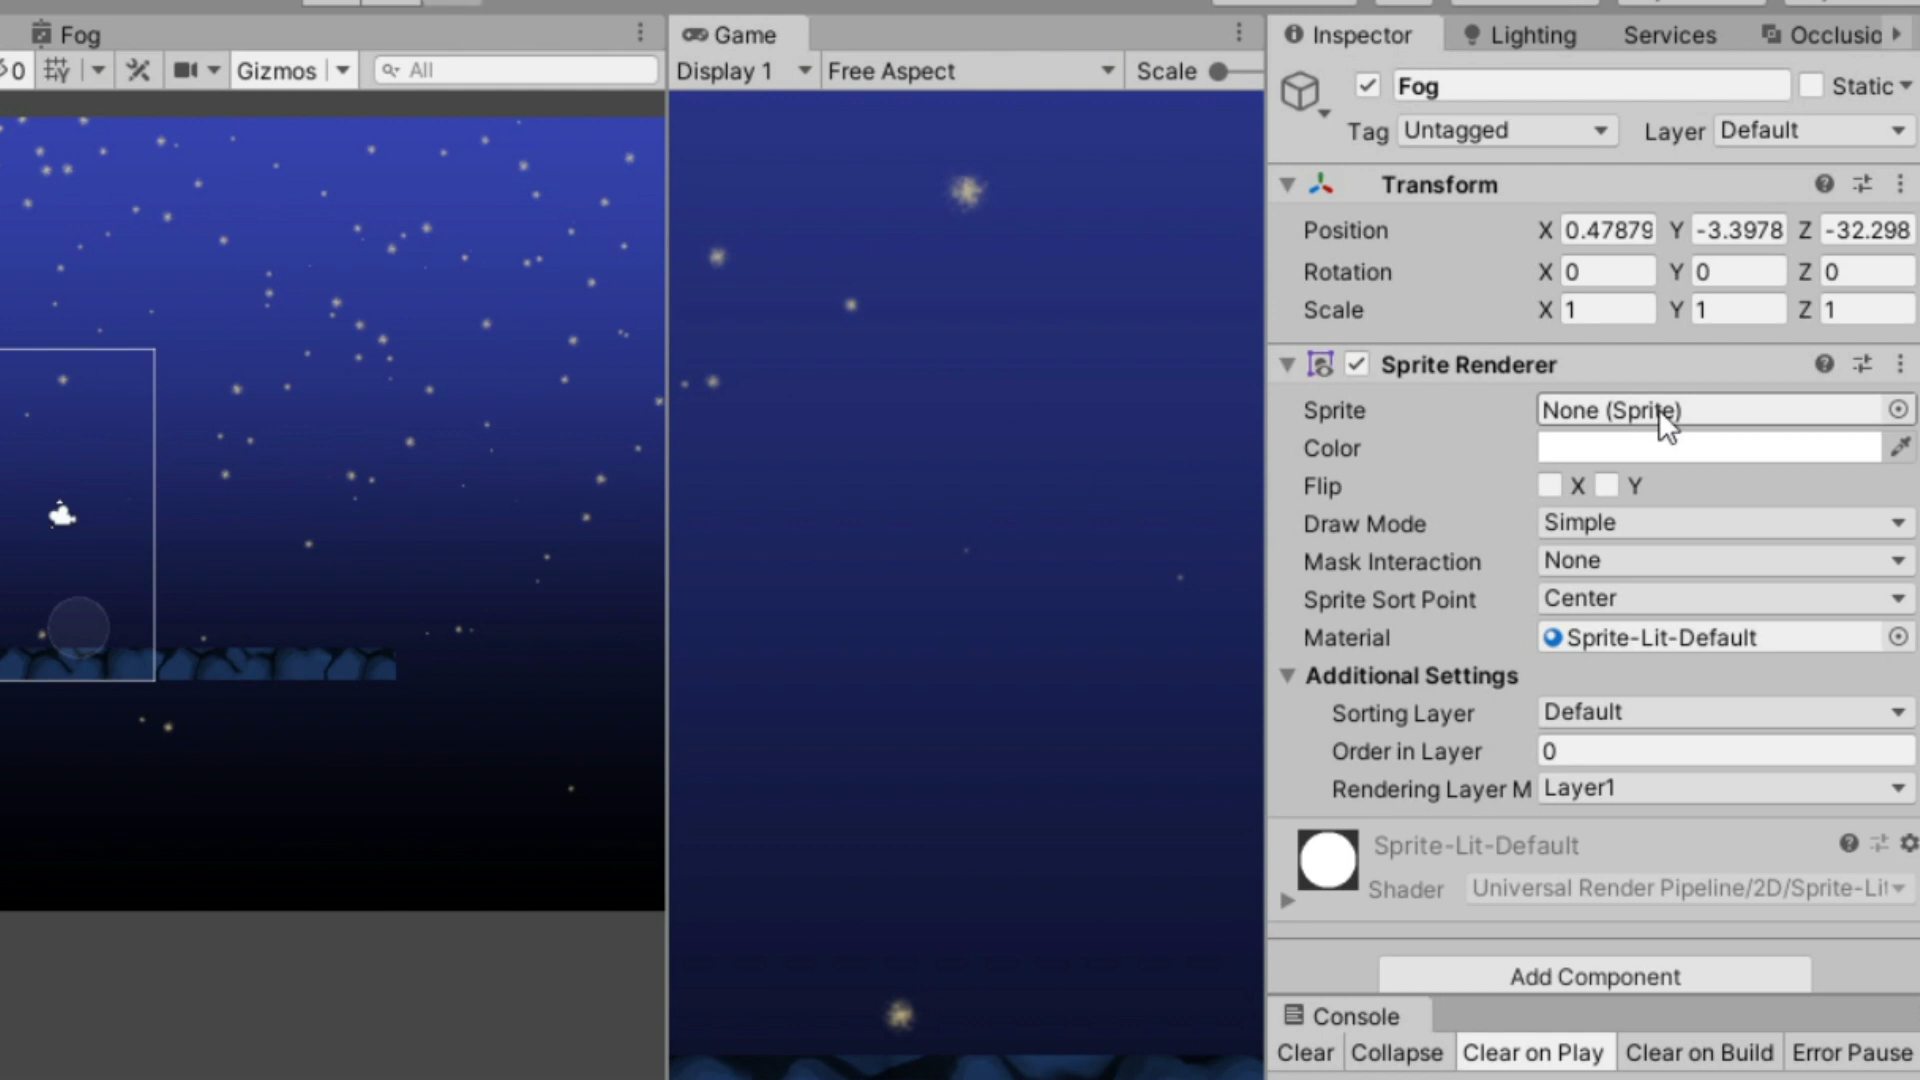 Fog
Game
Inspector
Lighting
Services
Occlusio
0
Gizmos
All
Display 1
Free Aspect
Scale
Fog
Static
Tag
Untagged
Layer
Default
Transform
Position
X 0.47879 Y -3.3978 Z -32.298
Rotation
X 0 Y 0 Z 0
Scale
X 1 Y 1 Z 1
Sprite Renderer
Sprite
None (Sprite)
Color
Flip
X Y
Draw Mode
Simple
Mask Interaction
None
Sprite Sort Point
Center
Material
Sprite-Lit-Default
Additional Settings
Sorting Layer
Default
Order in Layer
0
Rendering Layer M
Layer1
Sprite-Lit-Default
Shader
Universal Render Pipeline/2D/Sprite-Lit
Add Component
Console
Clear
Collapse
Clear on Play
Clear on Build
Error Pause